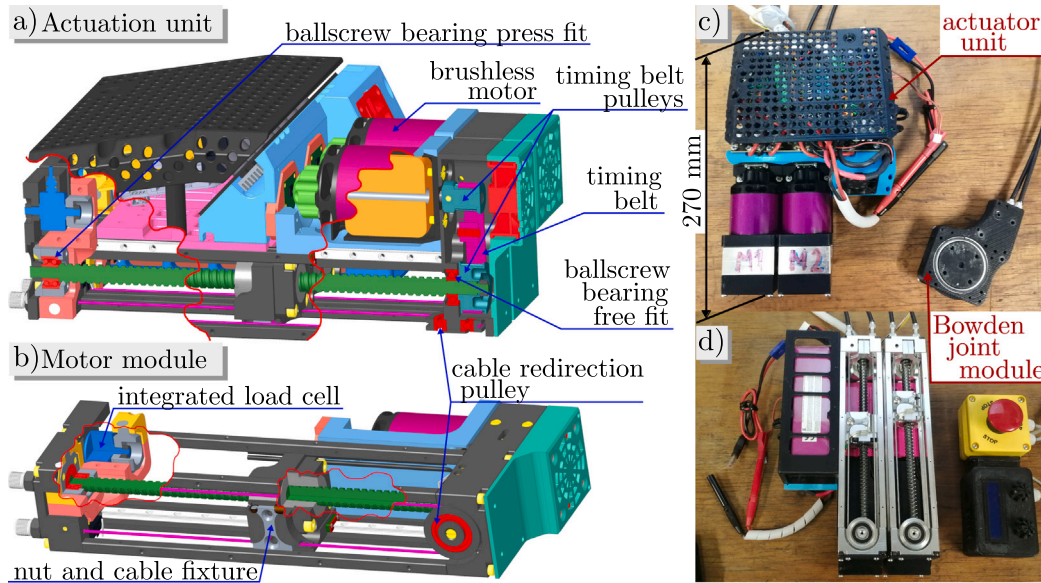 a) Actuation unit
ballscrew bearing press fit
brushless
motor
timing belt
pulleys
timing
belt
ballscrew
bearing
free fit
b) Motor module
integrated load cell
cable redirection
pulley
nut and cable fixture
c)
actuator
unit
270 mm
M1
M2
Bowden
joint
module
d)
STOP